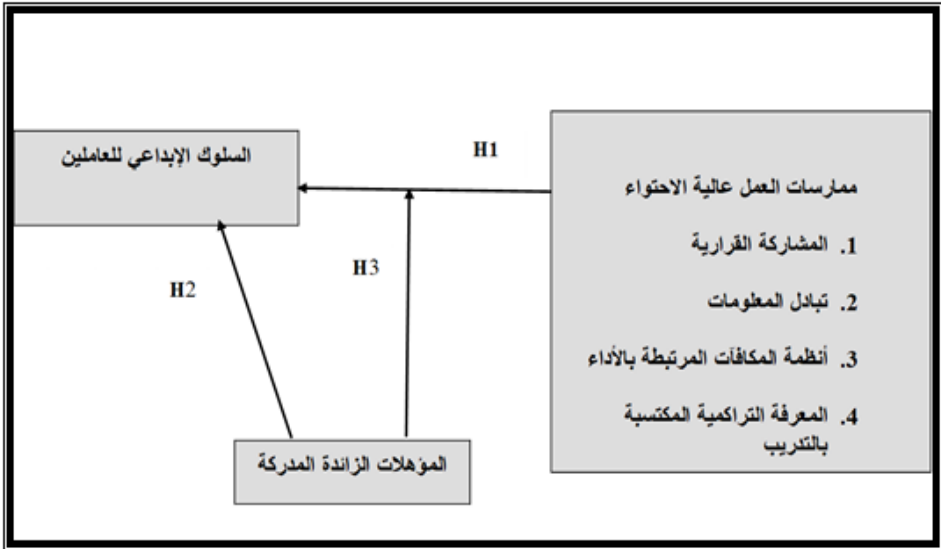 السلوك الإبداعي للعاملين
H1
ممارسات العمل عالية الاحتواء
1. المشاركة القرارية
2. تبادل المعلومات
3. أنظمة المكافآت المرتبطة بالأداء
4. المعرفة التراكمية المكتسبة
بالتدريب
H3
H2
المؤهلات الزائدة المدركة